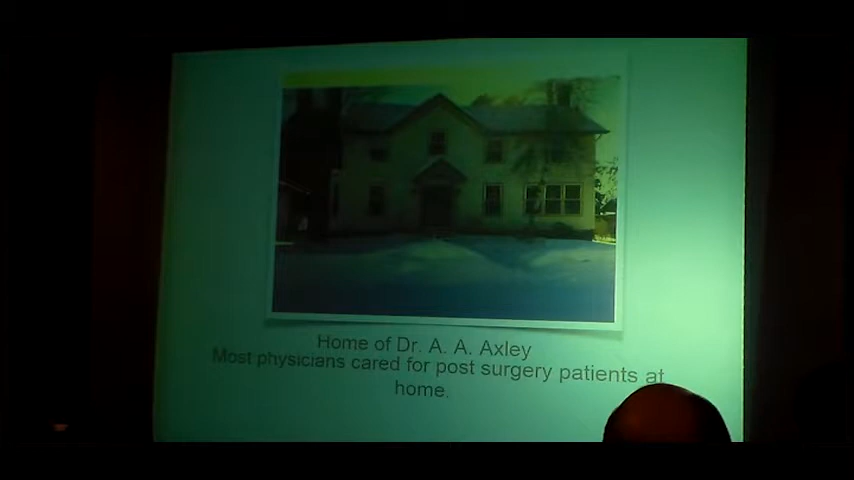 Home of Dr. A. A. Axley
Most physicians cared for post surgery patients at
home.